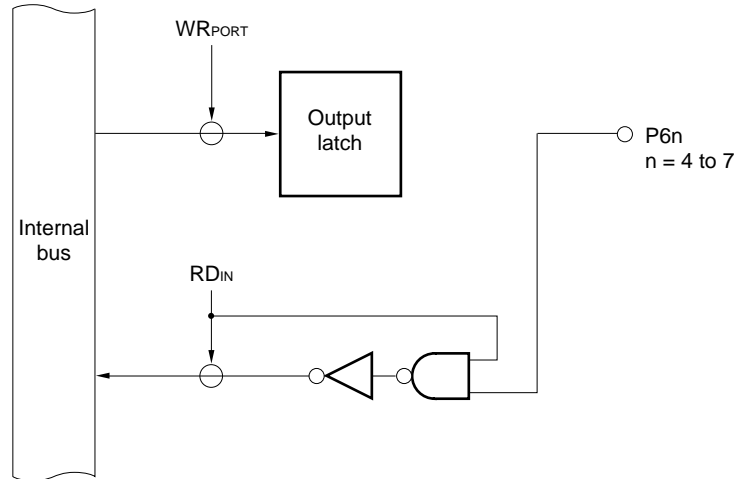 WRPORT
Output
latch
P6n
n = 4 to 7
Internal
bus
RDIN